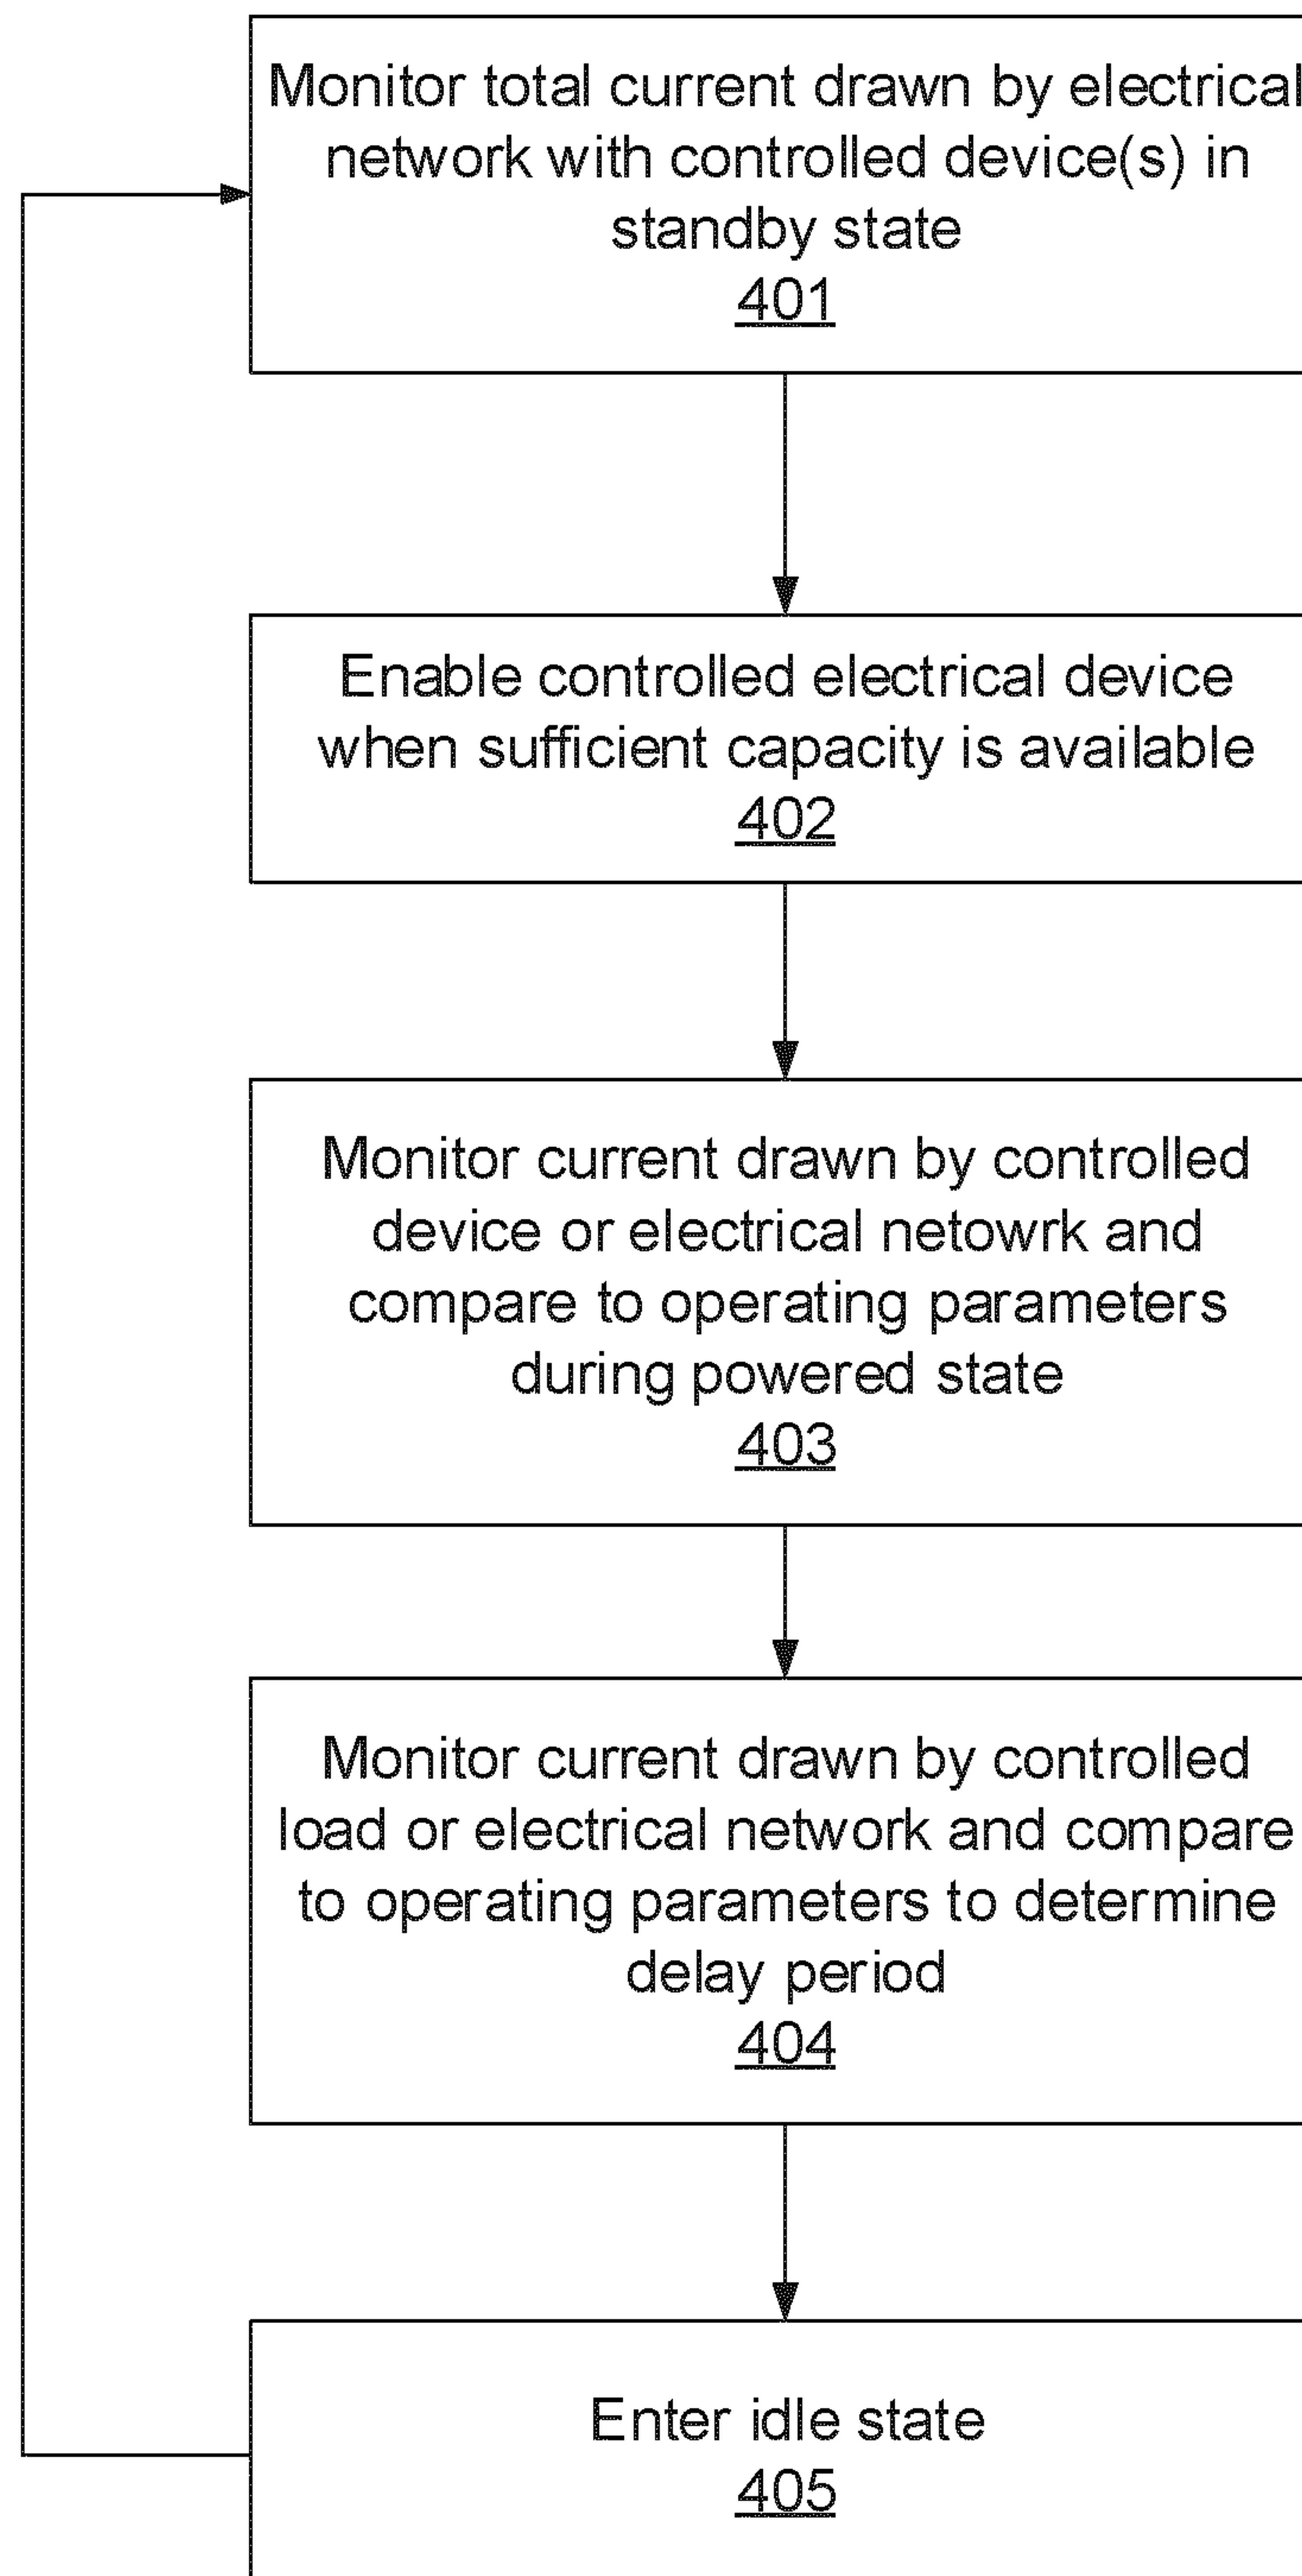 Monitor total current drawn by electrical
network with controlled device(s) in
standby state
401
Enable controlled electrical device
when sufficient capacity is available
402
Monitor current drawn by controlled
device or electrical netowrk and
compare to operating parameters
during powered state
403
Monitor current drawn by controlled
load or electrical network and compare
to operating parameters to determine
delay period
404
Enter idle state
405